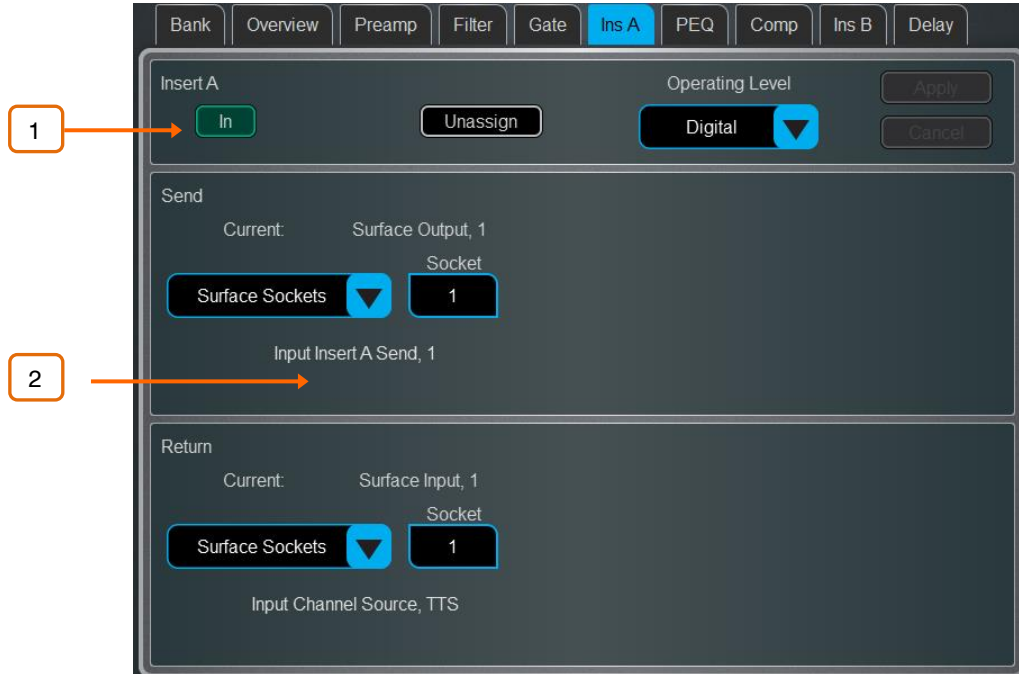 Bank Overview Preamp Filter Gate Ins A PEQ Comp Ins B Delay
Insert A
Operating Level
1
In
Unassign
Digital
Apply
Cancel
Send
Current: Surface Output, 1
Socket
Surface Sockets 1
Input Insert A Send, 1
2
Return
Current: Surface Input, 1
Socket
Surface Sockets 1
Input Channel Source, TTS